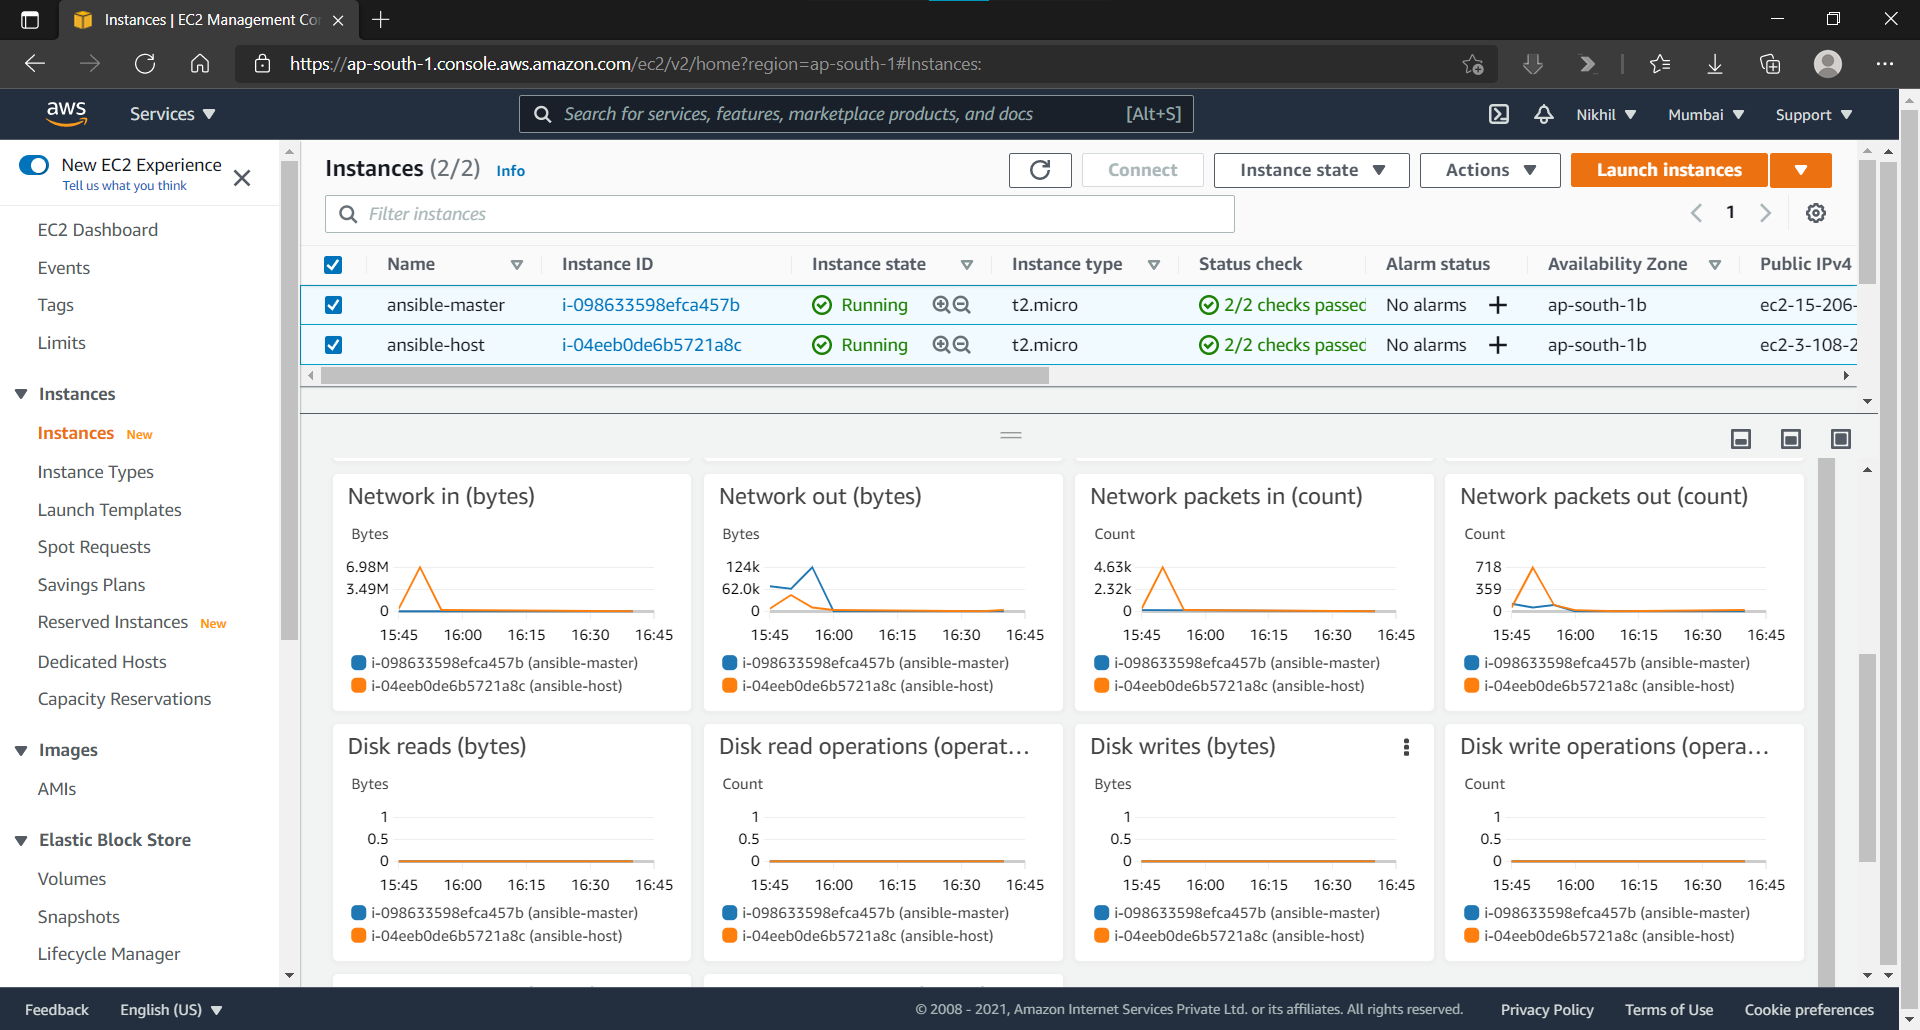 Instances | EC2 Management Co
https://ap-south-1.console.aws.amazon.com/ec2/v2/home?region=ap-south-1#Instances:
aws Services Search for services, features, marketplace products, and docs [Alt+S] Nikhil Mumbai Support
New EC2 Experience
Tell us what you think
EC2 Dashboard
Events
Tags
Limits
Instances
Instances New
Instance Types
Launch Templates
Spot Requests
Savings Plans
Reserved Instances New
Dedicated Hosts
Capacity Reservations
Images
AMIs
Elastic Block Store
Volumes
Snapshots
Lifecycle Manager
Instances (2/2) Info Connect Instance state Actions Launch instances
Filter instances 1
Name Instance ID Instance state Instance type Status check Alarm status Availability Zone Public IPv4
ansible-master i-098633598efca457b Running t2.micro 2/2 checks passed No alarms + ap-south-1b ec2-15-206-
ansible-host i-04eeb0de6b5721a8c Running t2.micro 2/2 checks passed No alarms + ap-south-1b ec2-3-108-2
Network in (bytes)
Bytes
6.98M
3.49M
0
15:45 16:00 16:15 16:30 16:45
i-098633598efca457b (ansible-master)
i-04eeb0de6b5721a8c (ansible-host)
Network out (bytes)
Bytes
124k
62.0k
0
15:45 16:00 16:15 16:30 16:45
i-098633598efca457b (ansible-master)
i-04eeb0de6b5721a8c (ansible-host)
Network packets in (count)
Count
4.63k
2.32k
0
15:45 16:00 16:15 16:30 16:45
i-098633598efca457b (ansible-master)
i-04eeb0de6b5721a8c (ansible-host)
Network packets out (count)
Count
718
359
0
15:45 16:00 16:15 16:30 16:45
i-098633598efca457b (ansible-master)
i-04eeb0de6b5721a8c (ansible-host)
Disk reads (bytes)
Bytes
1
0.5
0
15:45 16:00 16:15 16:30 16:45
i-098633598efca457b (ansible-master)
i-04eeb0de6b5721a8c (ansible-host)
Disk read operations (operat...
Count
1
0.5
0
15:45 16:00 16:15 16:30 16:45
i-098633598efca457b (ansible-master)
i-04eeb0de6b5721a8c (ansible-host)
Disk writes (bytes)
Bytes
1
0.5
0
15:45 16:00 16:15 16:30 16:45
i-098633598efca457b (ansible-master)
i-04eeb0de6b5721a8c (ansible-host)
Disk write operations (opera...
Count
1
0.5
0
15:45 16:00 16:15 16:30 16:45
i-098633598efca457b (ansible-master)
i-04eeb0de6b5721a8c (ansible-host)
Feedback English (US) © 2008 - 2021, Amazon Internet Services Private Ltd. or its affiliates. All rights reserved. Privacy Policy Terms of Use Cookie preferences